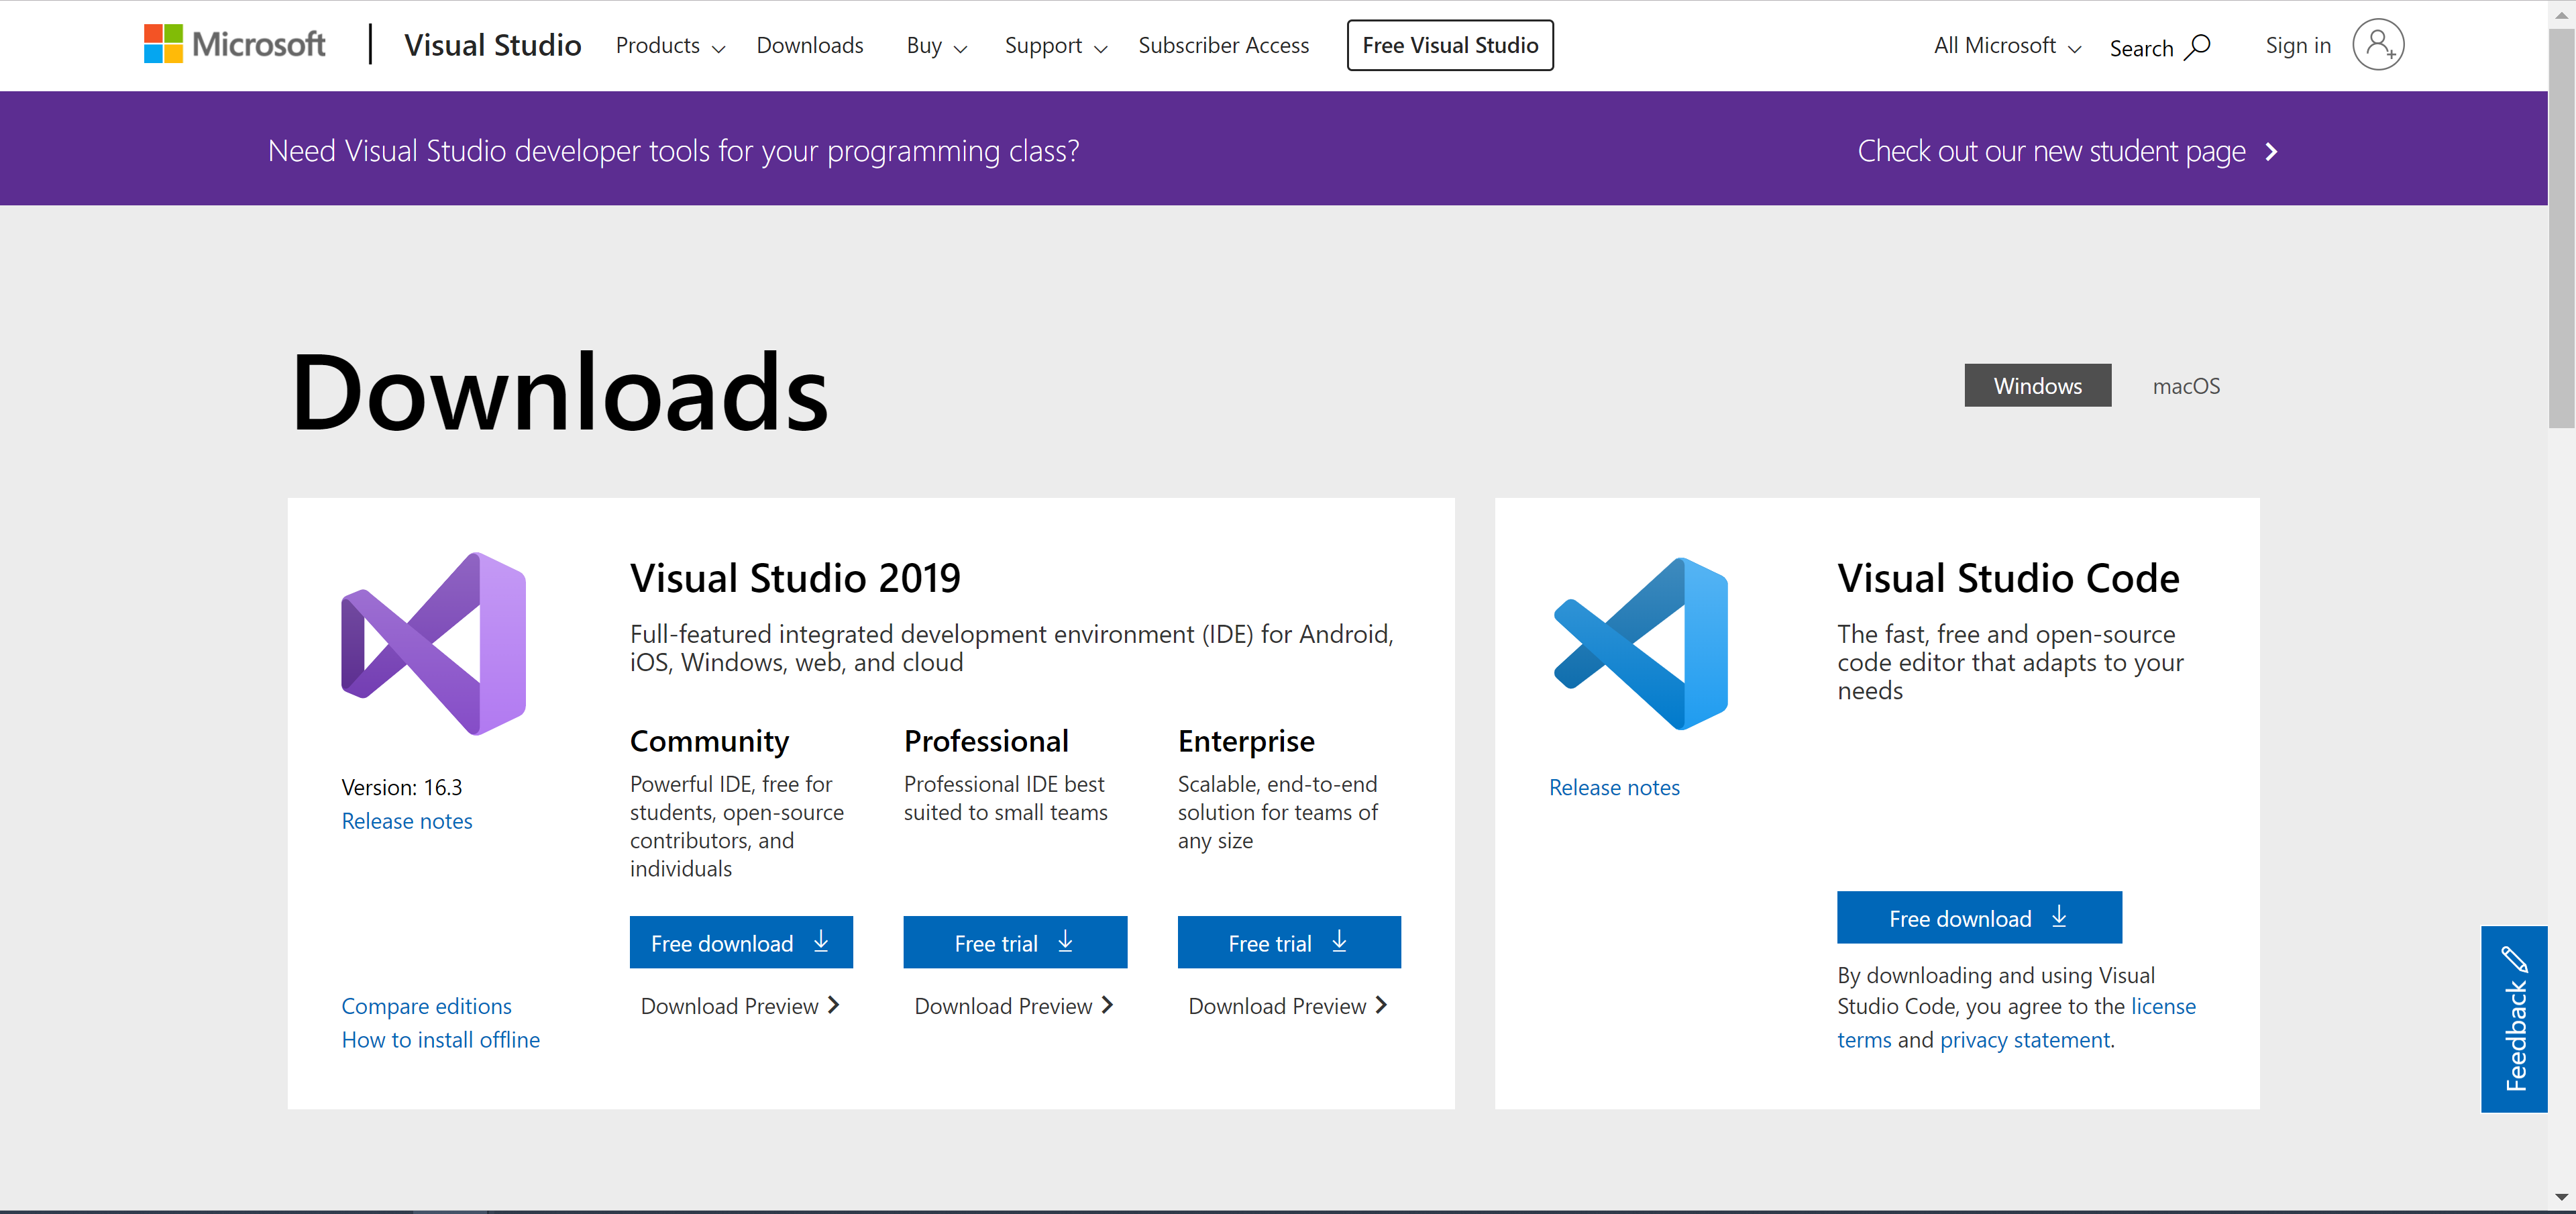 Microsoft | Visual Studio Products Downloads Buy Support Subscriber Access Free Visual Studio All Microsoft Search Sign in
Need Visual Studio developer tools for your programming class? Check out our new student page
Downloads
Windows macOS
Visual Studio 2019
Full-featured integrated development environment (IDE) for Android,
iOS, Windows, web, and cloud
Version: 16.3
Release notes
Compare editions
How to install offline
Community
Powerful IDE, free for
students, open-source
contributors, and
individuals
Free download
Download Preview
Professional
Professional IDE best
suited to small teams
Free trial
Download Preview
Enterprise
Scalable, end-to-end
solution for teams of
any size
Free trial
Download Preview
Visual Studio Code
The fast, free and open-source
code editor that adapts to your
needs
Release notes
Free download
By downloading and using Visual
Studio Code, you agree to the license
terms and privacy statement.
Feedback